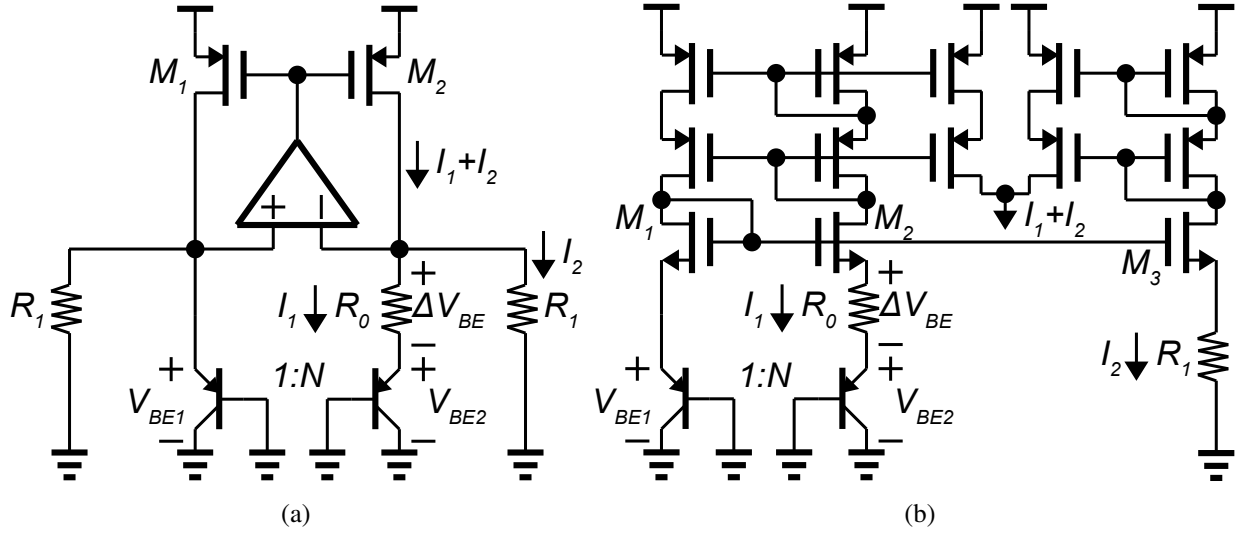 M1 M2
I1+I2
+ −
I2
R1 I1 R0 + ΔVBE − R1
+ VBE1 − 1:N + VBE2 −
(a)
M1 M2 I1+I2
M3
I1 R0 + ΔVBE −
I2 R1
+ VBE1 − 1:N + VBE2 −
(b)